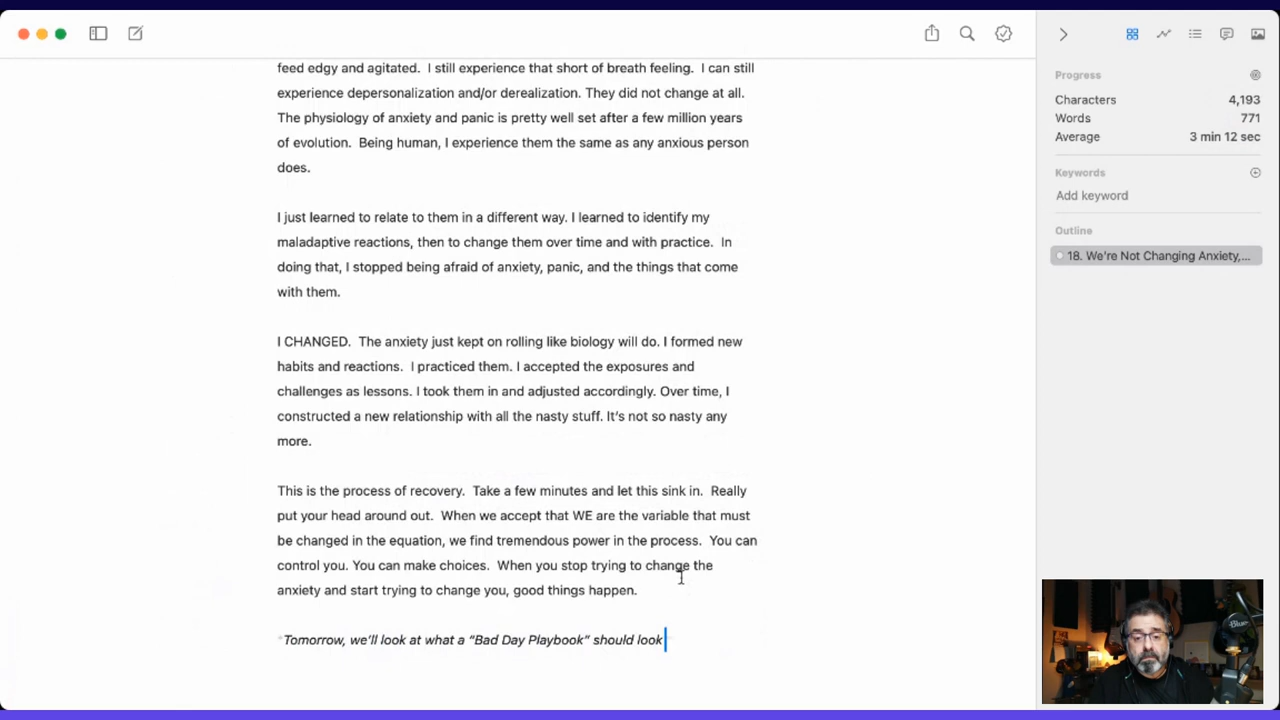 feed edgy and agitated.  I still experience that short of breath feeling.  I can still
experience depersonalization and/or derealization. They did not change at all.
The physiology of anxiety and panic is pretty well set after a few million years
of evolution.  Being human, I experience them the same as any anxious person
does.
I just learned to relate to them in a different way. I learned to identify my
maladaptive reactions, then to change them over time and with practice.  In
doing that, I stopped being afraid of anxiety, panic, and the things that come
with them.
I CHANGED.  The anxiety just kept on rolling like biology will do. I formed new
habits and reactions.  I practiced them. I accepted the exposures and
challenges as lessons. I took them in and adjusted accordingly. Over time, I
constructed a new relationship with all the nasty stuff. It's not so nasty any
more.
This is the process of recovery.  Take a few minutes and let this sink in.  Really
put your head around out.  When we accept that WE are the variable that must
be changed in the equation, we find tremendous power in the process.  You can
control you. You can make choices.  When you stop trying to change the
anxiety and start trying to change you, good things happen.
*Tomorrow, we'll look at what a “Bad Day Playbook” should look
Progress
Characters 4,193
Words 771
Average 3 min 12 sec
Keywords
Add keyword
Outline
18. We're Not Changing Anxiety,...
Blue